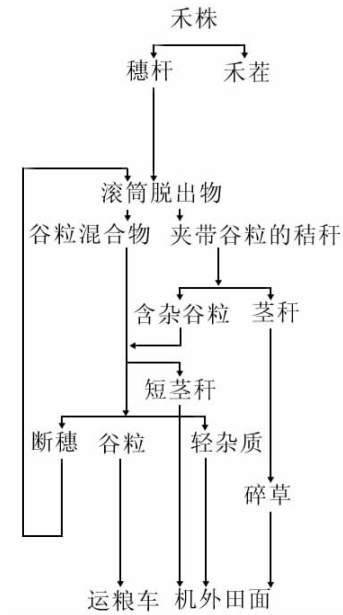 禾株
穗杆 禾茬
滚筒脱出物
谷粒混合物 夹带谷粒的秸秆
含杂谷粒 茎秆
短茎秆
断穗 谷粒 轻杂质
碎草
运粮车 机外田面